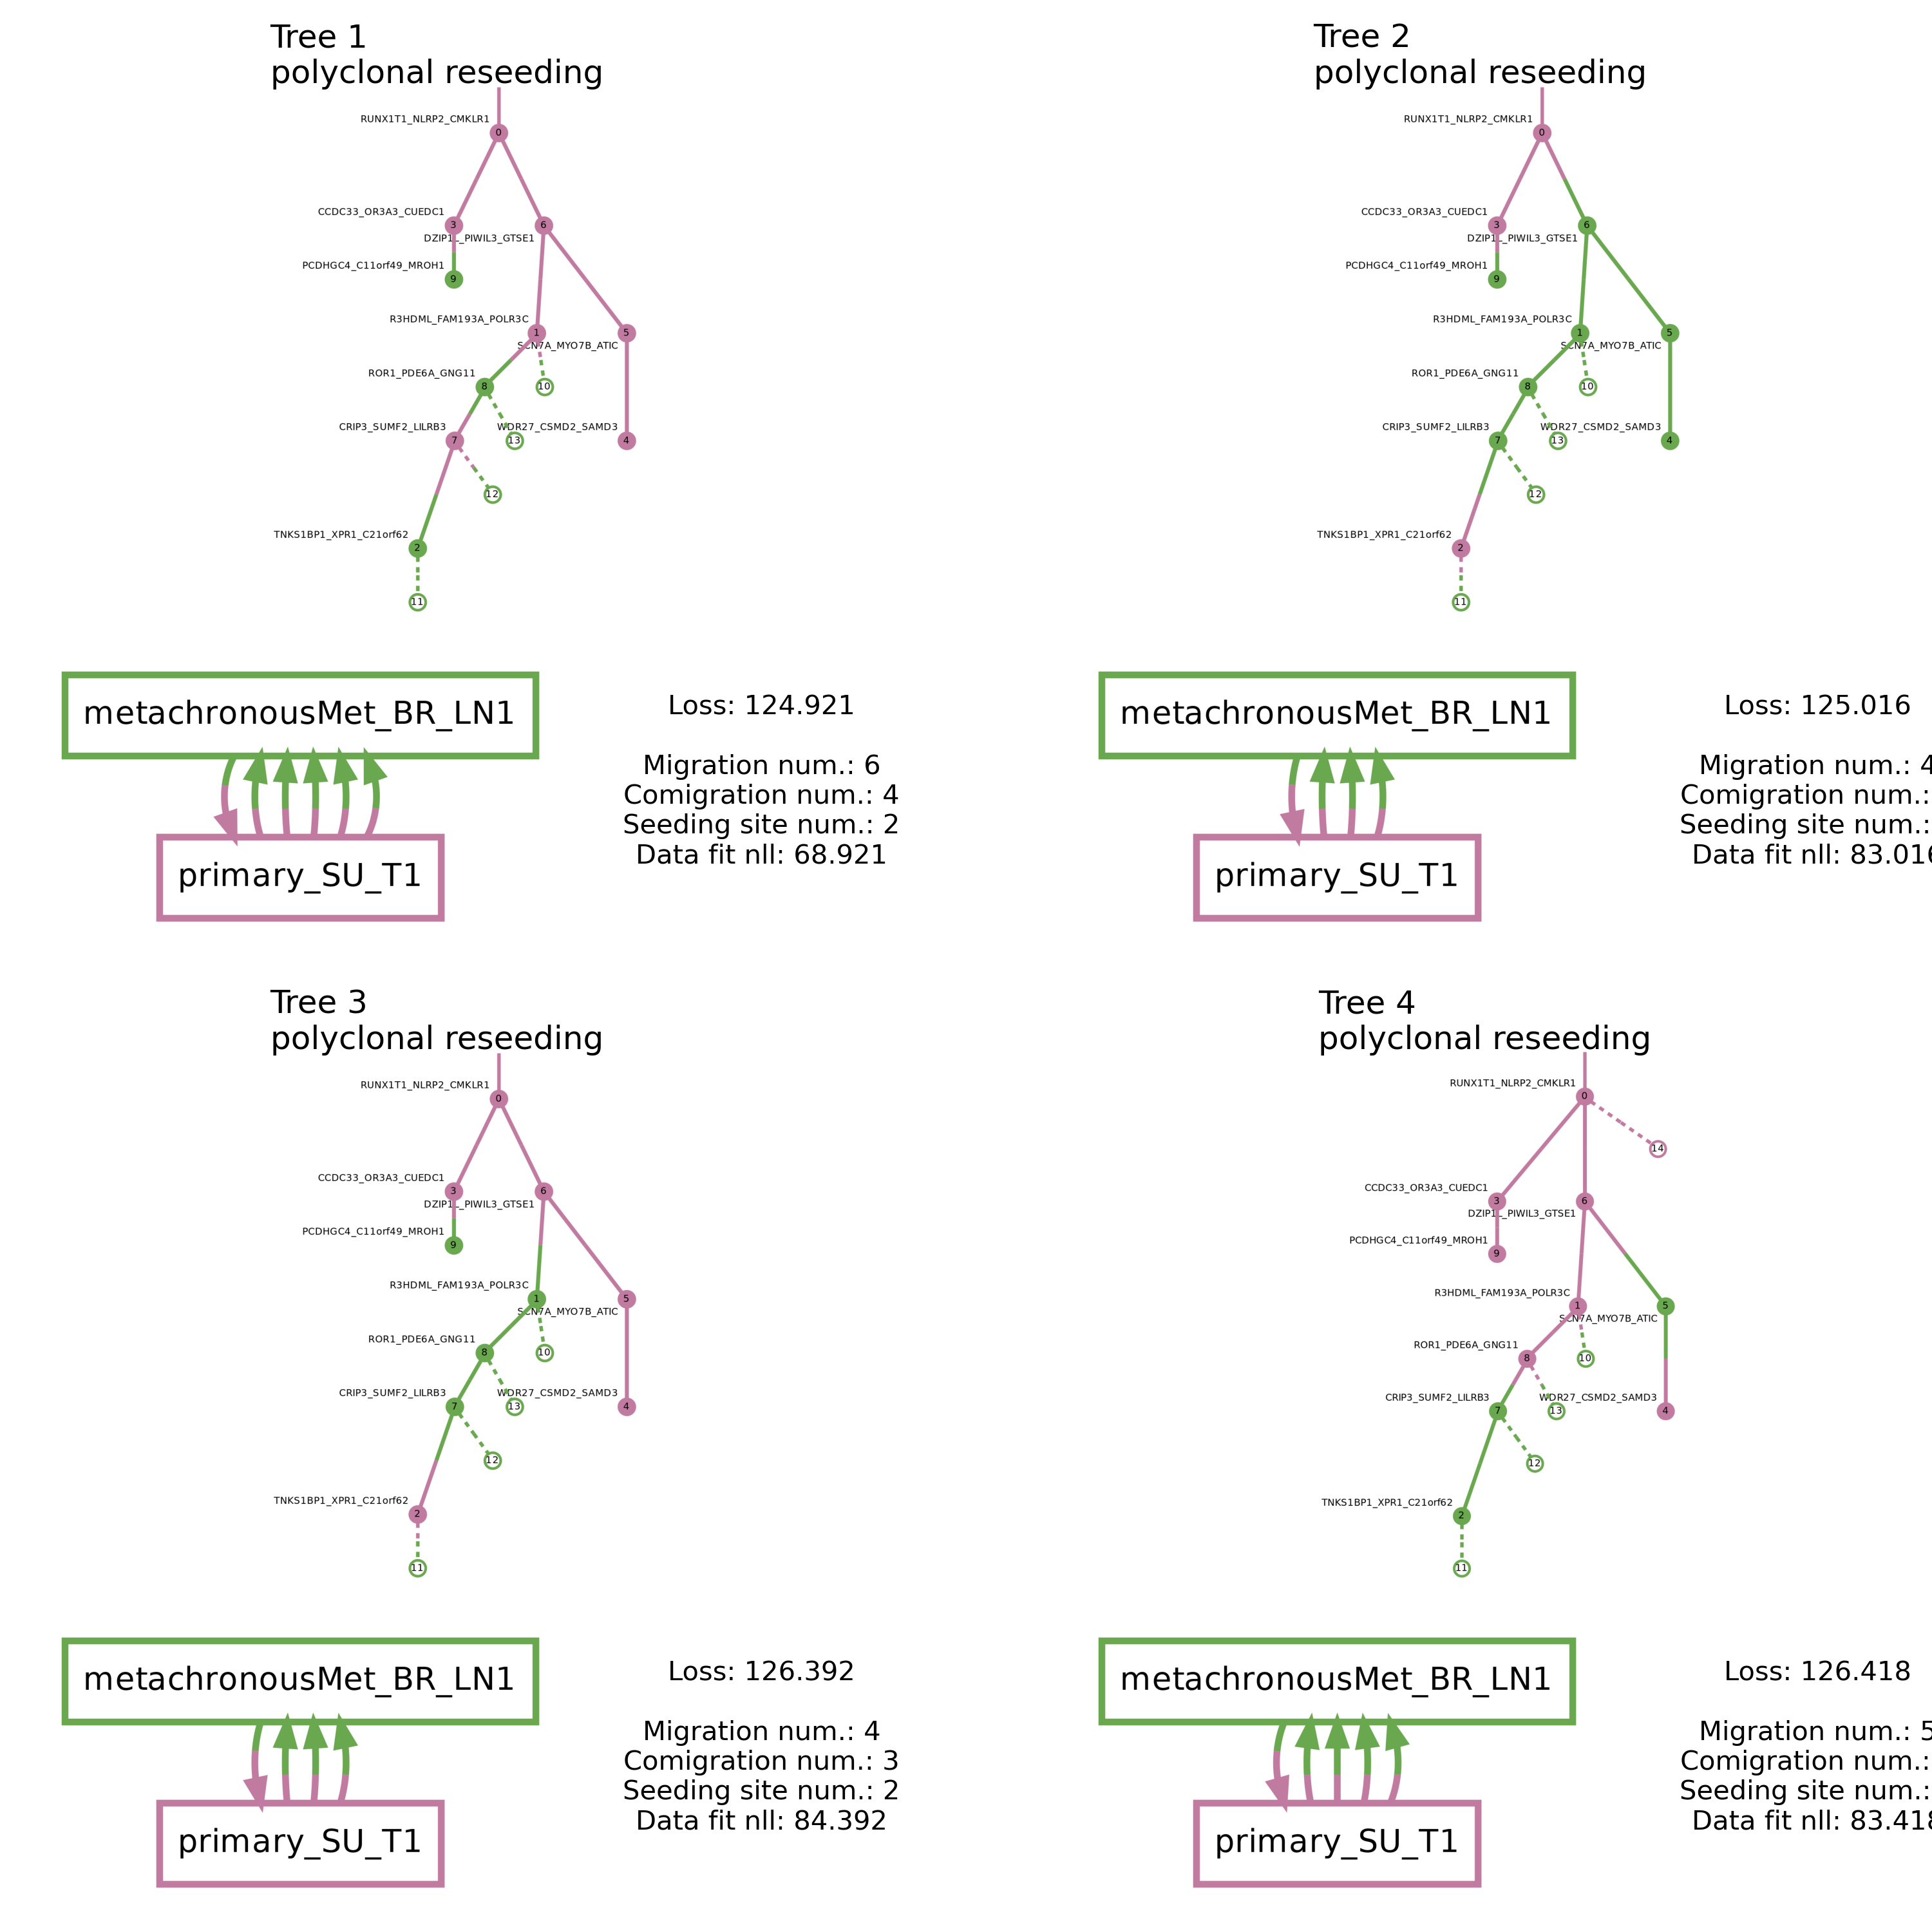 Tree 1
polyclonal reseeding
RUNX1T1_NLRP2_CMKLR1
0
CCDC33_OR3A3_CUEDC1
3
6
DZIP1L_PIWIL3_GTSE1
PCDHGC4_C11orf49_MROH1
9
R3HDML_FAM193A_POLR3C
1
5
SCN7A_MYO7B_ATIC
ROR1_PDE6A_GNG11
8
10
CRIP3_SUMF2_LILRB3
7
13
WDR27_CSMD2_SAMD3
4
12
TNKS1BP1_XPR1_C21orf62
2
11
metachronousMet_BR_LN1
primary_SU_T1
Loss: 124.921
Migration num.: 6
Comigration num.: 4
Seeding site num.: 2
Data fit nll: 68.921
Tree 2
polyclonal reseeding
RUNX1T1_NLRP2_CMKLR1
0
CCDC33_OR3A3_CUEDC1
3
6
DZIP1L_PIWIL3_GTSE1
PCDHGC4_C11orf49_MROH1
9
R3HDML_FAM193A_POLR3C
1
5
SCN7A_MYO7B_ATIC
ROR1_PDE6A_GNG11
8
10
CRIP3_SUMF2_LILRB3
7
13
WDR27_CSMD2_SAMD3
4
12
TNKS1BP1_XPR1_C21orf62
2
11
metachronousMet_BR_LN1
primary_SU_T1
Loss: 125.016
Migration num.: 4
Comigration num.:
Seeding site num.:
Data fit nll: 83.016
Tree 3
polyclonal reseeding
RUNX1T1_NLRP2_CMKLR1
0
CCDC33_OR3A3_CUEDC1
3
6
DZIP1L_PIWIL3_GTSE1
PCDHGC4_C11orf49_MROH1
9
R3HDML_FAM193A_POLR3C
1
5
SCN7A_MYO7B_ATIC
ROR1_PDE6A_GNG11
8
10
CRIP3_SUMF2_LILRB3
7
13
WDR27_CSMD2_SAMD3
4
12
TNKS1BP1_XPR1_C21orf62
2
11
metachronousMet_BR_LN1
primary_SU_T1
Loss: 126.392
Migration num.: 4
Comigration num.: 3
Seeding site num.: 2
Data fit nll: 84.392
Tree 4
polyclonal reseeding
RUNX1T1_NLRP2_CMKLR1
0
14
CCDC33_OR3A3_CUEDC1
3
6
DZIP1L_PIWIL3_GTSE1
PCDHGC4_C11orf49_MROH1
9
R3HDML_FAM193A_POLR3C
1
5
SCN7A_MYO7B_ATIC
ROR1_PDE6A_GNG11
8
10
CRIP3_SUMF2_LILRB3
7
13
WDR27_CSMD2_SAMD3
4
12
TNKS1BP1_XPR1_C21orf62
2
11
metachronousMet_BR_LN1
primary_SU_T1
Loss: 126.418
Migration num.: 5
Comigration num.:
Seeding site num.:
Data fit nll: 83.418